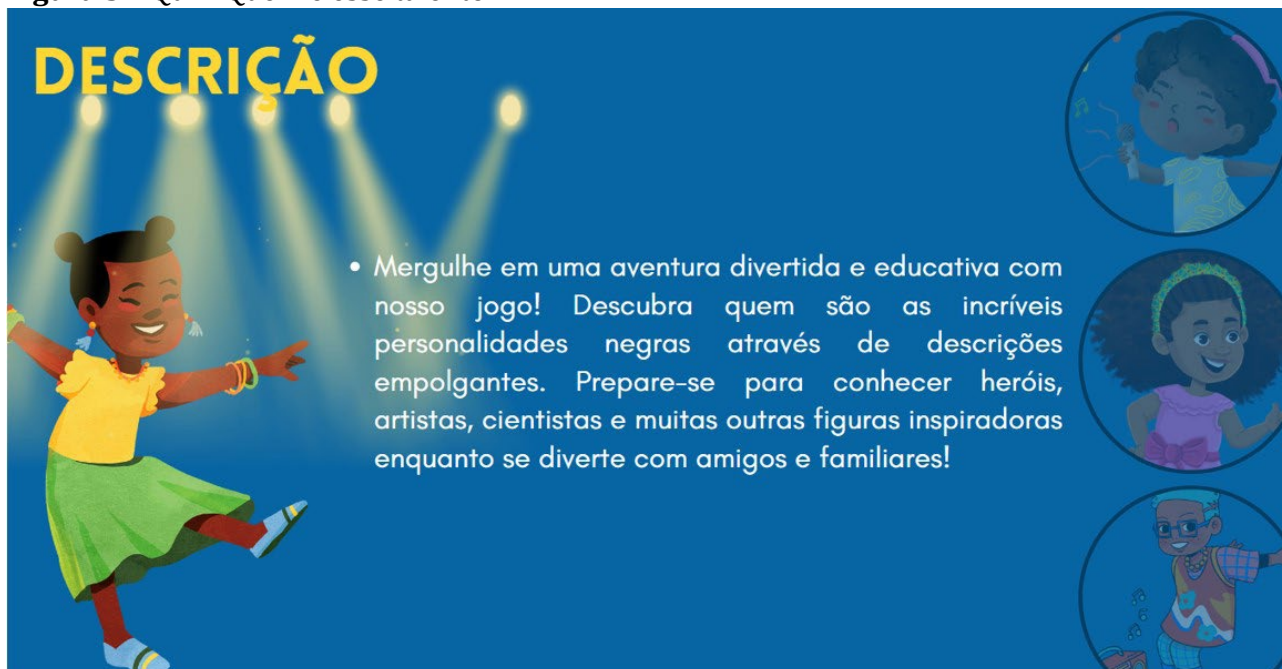 DESCRIÇÃO
• Mergulhe em uma aventura divertida e educativa com
nosso jogo! Descubra quem são as incríveis
personalidades negras através de descrições
empolgantes. Prepare-se para conhecer heróis,
artistas, cientistas e muitas outras figuras inspiradoras
enquanto se diverte com amigos e familiares!